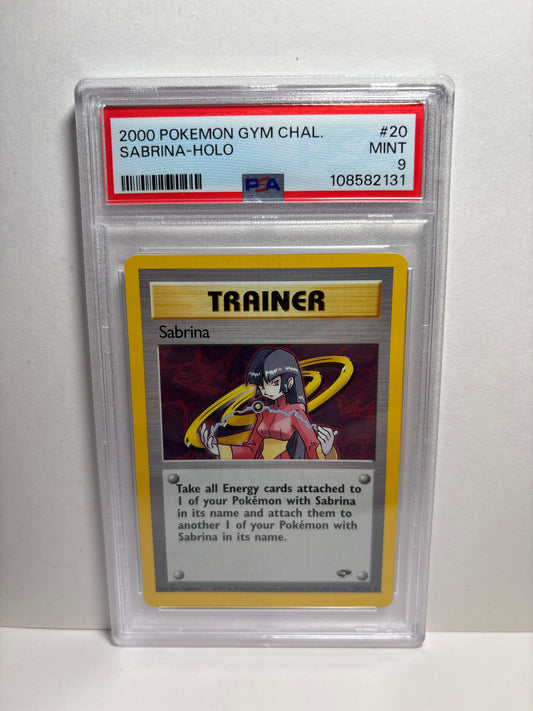 2000 POKEMON GYM CHAL. #20
SABRINA-HOLO MINT
9
PSA 108582131
TRAINER
Sabrina
Take all Energy cards attached to
1 of your Pokémon with Sabrina
in its name and attach them to
another 1 of your Pokémon with
Sabrina in its name.